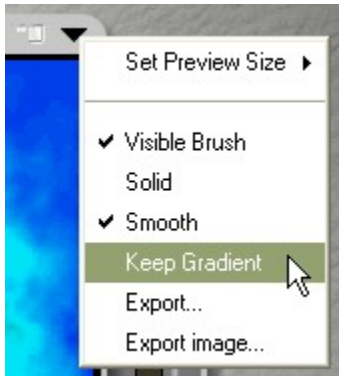 Set Preview Size
Visible Brush
Solid
Smooth
Keep Gradient
Export...
Export image...